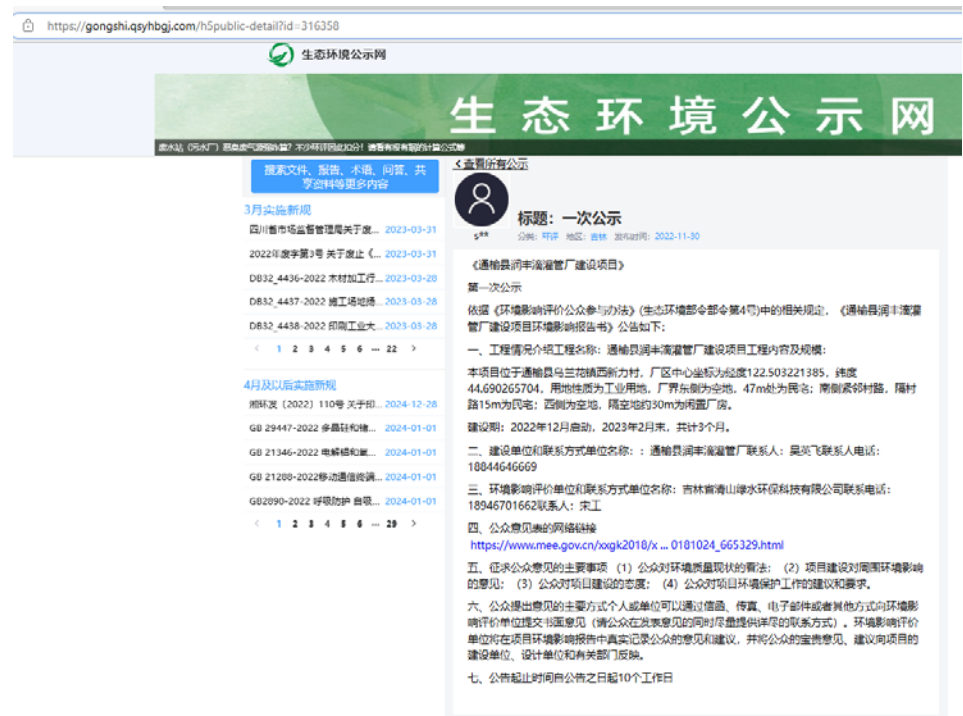 https://gongshi.qsyhbgj.com/h5public-detail?id=316358
生态环境公示网
生态环境公示网
搜索文件、报告、术语、问答、共
享资料等更多内容
3月实施新规
四川省市场监督管理局关于废... 2023-03-31
2022年度字第3号 关于废止《... 2023-03-31
DB32_4436-2022 木材加工行... 2023-03-28
DB32_4437-2022 施工场地扬... 2023-03-28
DB32_4438-2022 印刷工业大... 2023-03-28
< 1 2 3 4 5 6 ... 22 >
4月及以后实施新规
湘环发〔2022〕110号 关于印... 2024-12-28
GB 29447-2022 多晶硅和锗... 2024-01-01
GB 21346-2022 电解铝和氧... 2024-01-01
GB 21288-2022移动通信终端... 2024-01-01
GB2890-2022 呼吸防护 自吸... 2024-01-01
< 1 2 3 4 5 6 ... 29 >
<查看所有公示
s**
标题：一次公示
分类：环评 地区：吉林 发布时间：2022-11-30
《通榆县润丰滴灌管厂建设项目》
第一次公示
依据《环境影响评价公众参与办法》(生态环境部令部令第4号)中的相关规定，《通榆县润丰滴灌
管厂建设项目环境影响报告书》公告如下：
一、工程情况介绍工程名称：通榆县润丰滴灌管厂建设项目工程内容及规模：
本项目位于通榆县乌兰花镇西新力村，厂区中心坐标为经度122.503221385，纬度
44.690265704，用地性质为工业用地，厂界东侧为空地，47m处为民宅；南侧紧邻村路，隔村
路15m为民宅；西侧为空地，隔空地约30m为闲置厂房。
建设期：2022年12月启动，2023年2月末，共计3个月。
二、建设单位和联系方式单位名称：：通榆县润丰滴灌管厂联系人：吴英飞联系人电话：
18844646669
三、环境影响评价单位和联系方式单位名称：吉林省清山绿水环保科技有限公司联系电话：
18946701662联系人：宋工
四、公众意见表的网络链接
https://www.mee.gov.cn/xxgk2018/x ... 0181024_665329.html
五、征求公众意见的主要事项 （1）公众对环境质量现状的看法；（2）项目建设对周围环境影响
的意见；（3）公众对项目建设的态度；（4）公众对项目环境保护工作的建议和要求。
六、公众提出意见的主要方式个人或单位可以通过信函、传真、电子邮件或者其他方式向环境影
响评价单位提交书面意见（请公众在发表意见的同时尽量提供详尽的联系方式）。环境影响评价
单位将在项目环境影响报告中真实记录公众的意见和建议，并将公众的宝贵意见、建议向项目的
建设单位、设计单位和有关部门反映。
七、公告起止时间自公告之日起10个工作日